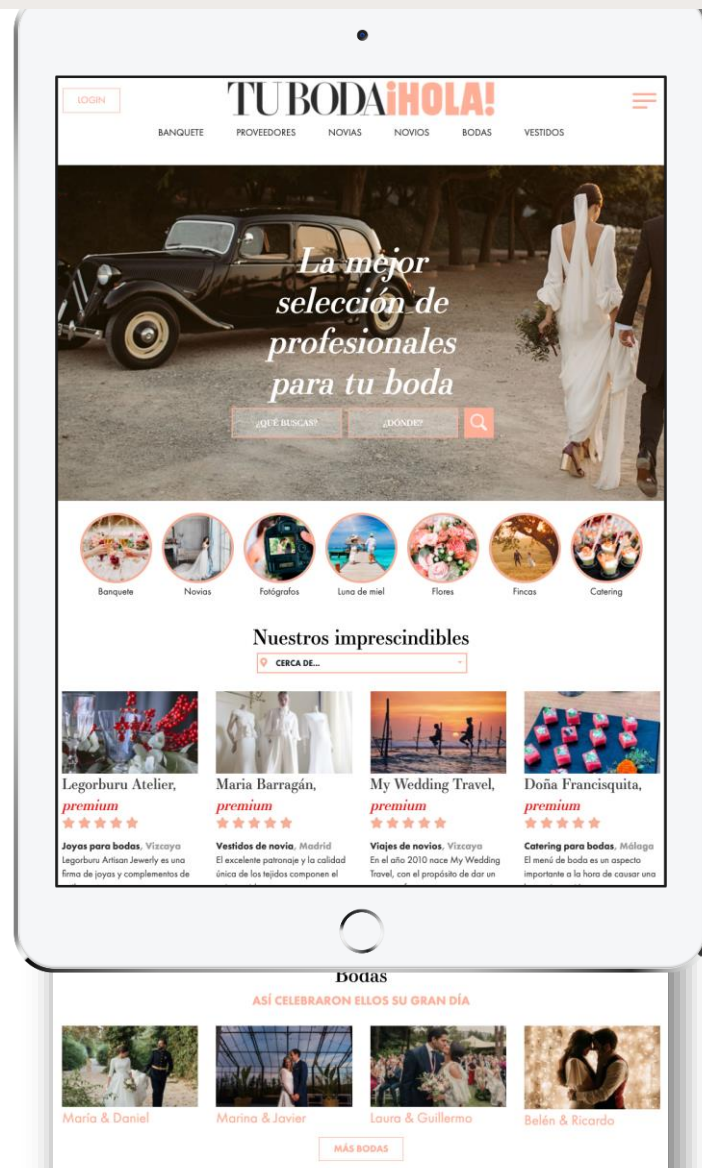 LOGIN
TU BODA ¡HOLA!
BANQUETE PROVEEDORES NOVIAS NOVIOS BODAS VESTIDOS
La mejor
selección de
profesionales
para tu boda
¿QUÉ BUSCAS? ¿DÓNDE?
Banquete Novias Fotógrafos Luna de miel Flores Fincas Catering
Nuestros imprescindibles
CERCA DE...
Legorburu Atelier,
premium
Joyas para bodas, Vizcaya
Legorburu Artisan Jewerly es una
firma de joyas y complementos de
Maria Barragán,
premium
Vestidos de novia, Madrid
El excelente patronaje y la calidad
única de los tejidos componen el
My Wedding Travel,
premium
Viajes de novios, Vizcaya
En el año 2010 nace My Wedding
Travel, con el propósito de dar un
Doña Francisquita,
premium
Catering para bodas, Málaga
El menú de boda es un aspecto
importante a la hora de causar una
Bodas
ASÍ CELEBRARON ELLOS SU GRAN DÍA
María & Daniel Marina & Javier Laura & Guillermo Belén & Ricardo
MÁS BODAS